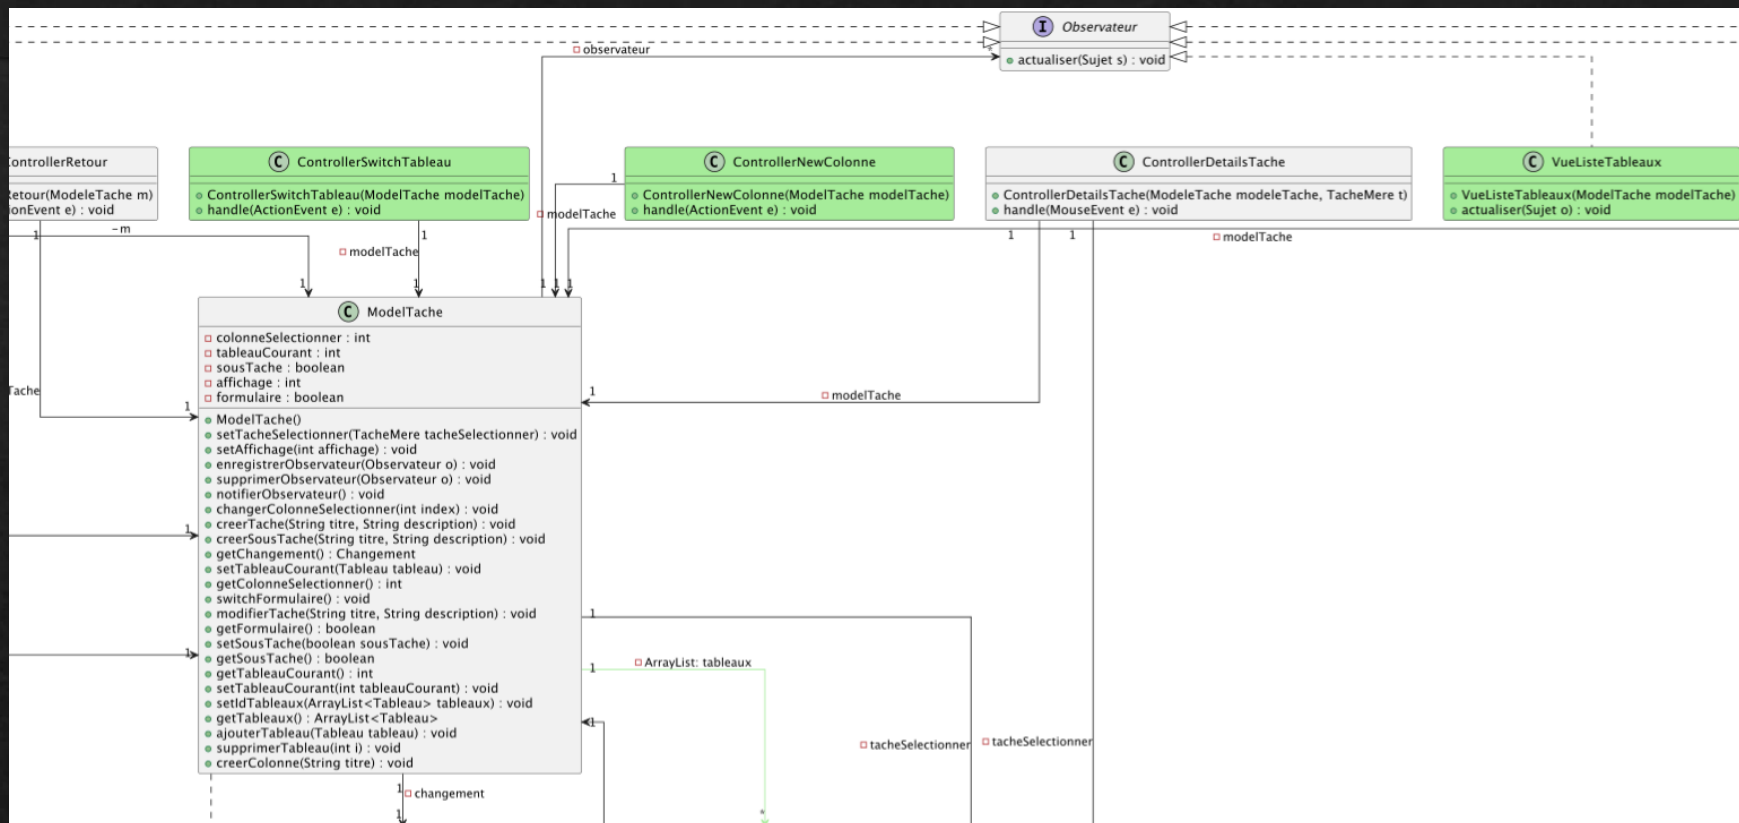 I Observateur
actualiser(Sujet s) : void
observateur
*
ControllerRetour
Retour(ModeleTache m)
ionEvent e) : void
C ControllerSwitchTableau
ControllerSwitchTableau(ModelTache modelTache)
handle(ActionEvent e) : void
C ControllerNewColonne
ControllerNewColonne(ModelTache modelTache)
handle(ActionEvent e) : void
C ControllerDetailsTache
ControllerDetailsTache(ModeleTache modeleTache, TacheMere t)
handle(MouseEvent e) : void
C VueListeTableaux
VueListeTableaux(ModelTache modelTache)
actualiser(Sujet o) : void
1
modelTache
1
-m
1
modelTache
1
1
modelTache
1
1
1
1
1
C ModelTache
colonneSelectionner : int
tableauCourant : int
sousTache : boolean
affichage : int
formulaire : boolean
ModelTache()
setTacheSelectionner(TacheMere tacheSelectionner) : void
setAffichage(int affichage) : void
enregistrerObservateur(Observateur o) : void
supprimerObservateur(Observateur o) : void
notifierObservateur() : void
changerColonneSelectionner(int index) : void
creerTache(String titre, String description) : void
creerSousTache(String titre, String description) : void
getChangement() : Changement
setTableauCourant(Tableau tableau) : void
getColonneSelectionner() : int
switchFormulaire() : void
modifierTache(String titre, String description) : void
getFormulaire() : boolean
setSousTache(boolean sousTache) : void
getSousTache() : boolean
getTableauCourant() : int
setTableauCourant(int tableauCourant) : void
setIdTableaux(ArrayList<Tableau> tableaux) : void
getTableaux() : ArrayList<Tableau>
ajouterTableau(Tableau tableau) : void
supprimerTableau(int i) : void
creerColonne(String titre) : void
Tache
1
1
1
1
modelTache
1
1
ArrayList: tableaux
1
*
tacheSelectionner
tacheSelectionner
1
changement
1